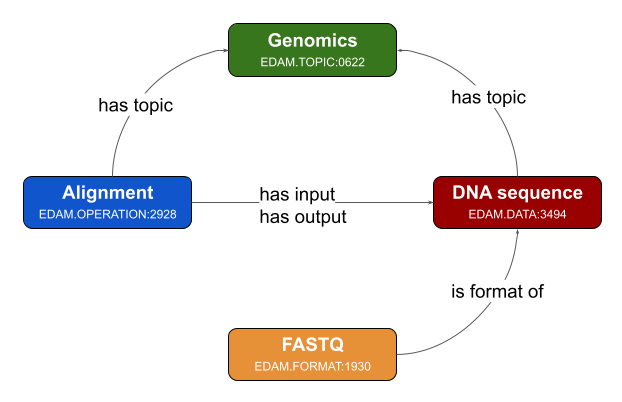 Genomics
EDAM.TOPIC:0622
has topic
has topic
Alignment
EDAM.OPERATION:2928
has input
has output
DNA sequence
EDAM.DATA:3494
is format of
FASTQ
EDAM.FORMAT:1930